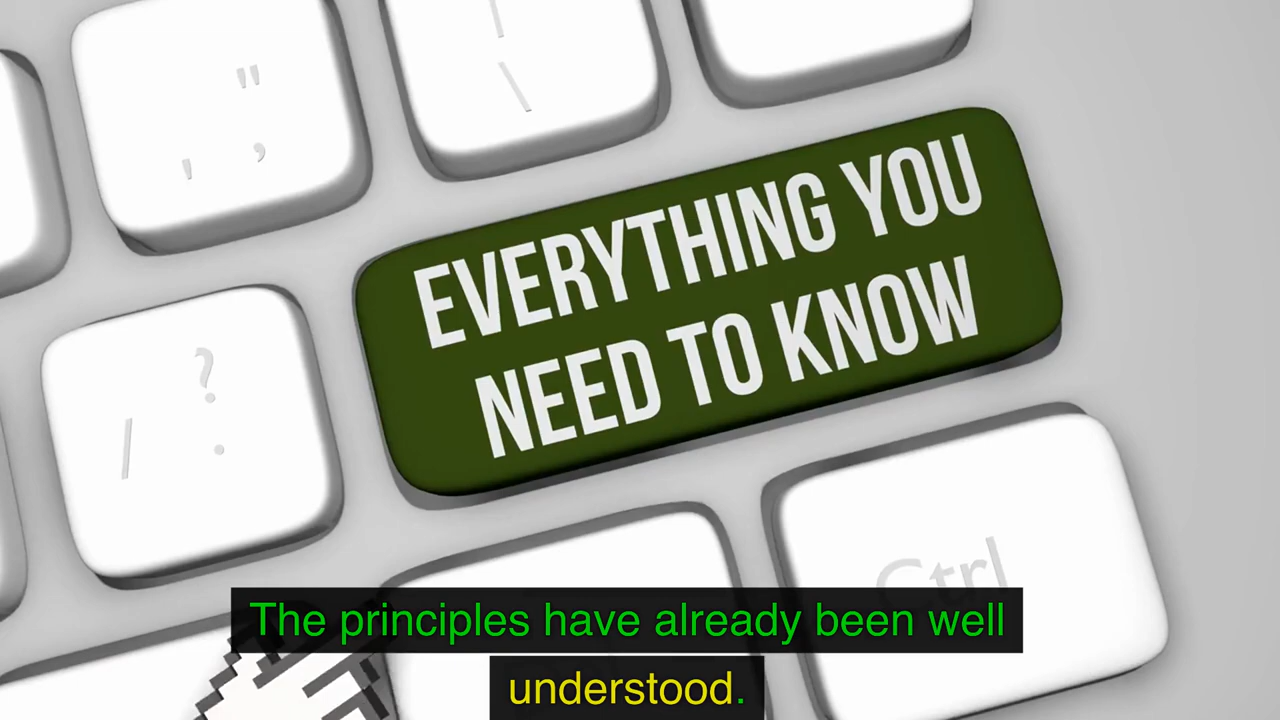 "
' ,
|
\
EVERYTHING YOU
NEED TO KNOW
?
/ .
Ctrl
The principles have already been well
understood.